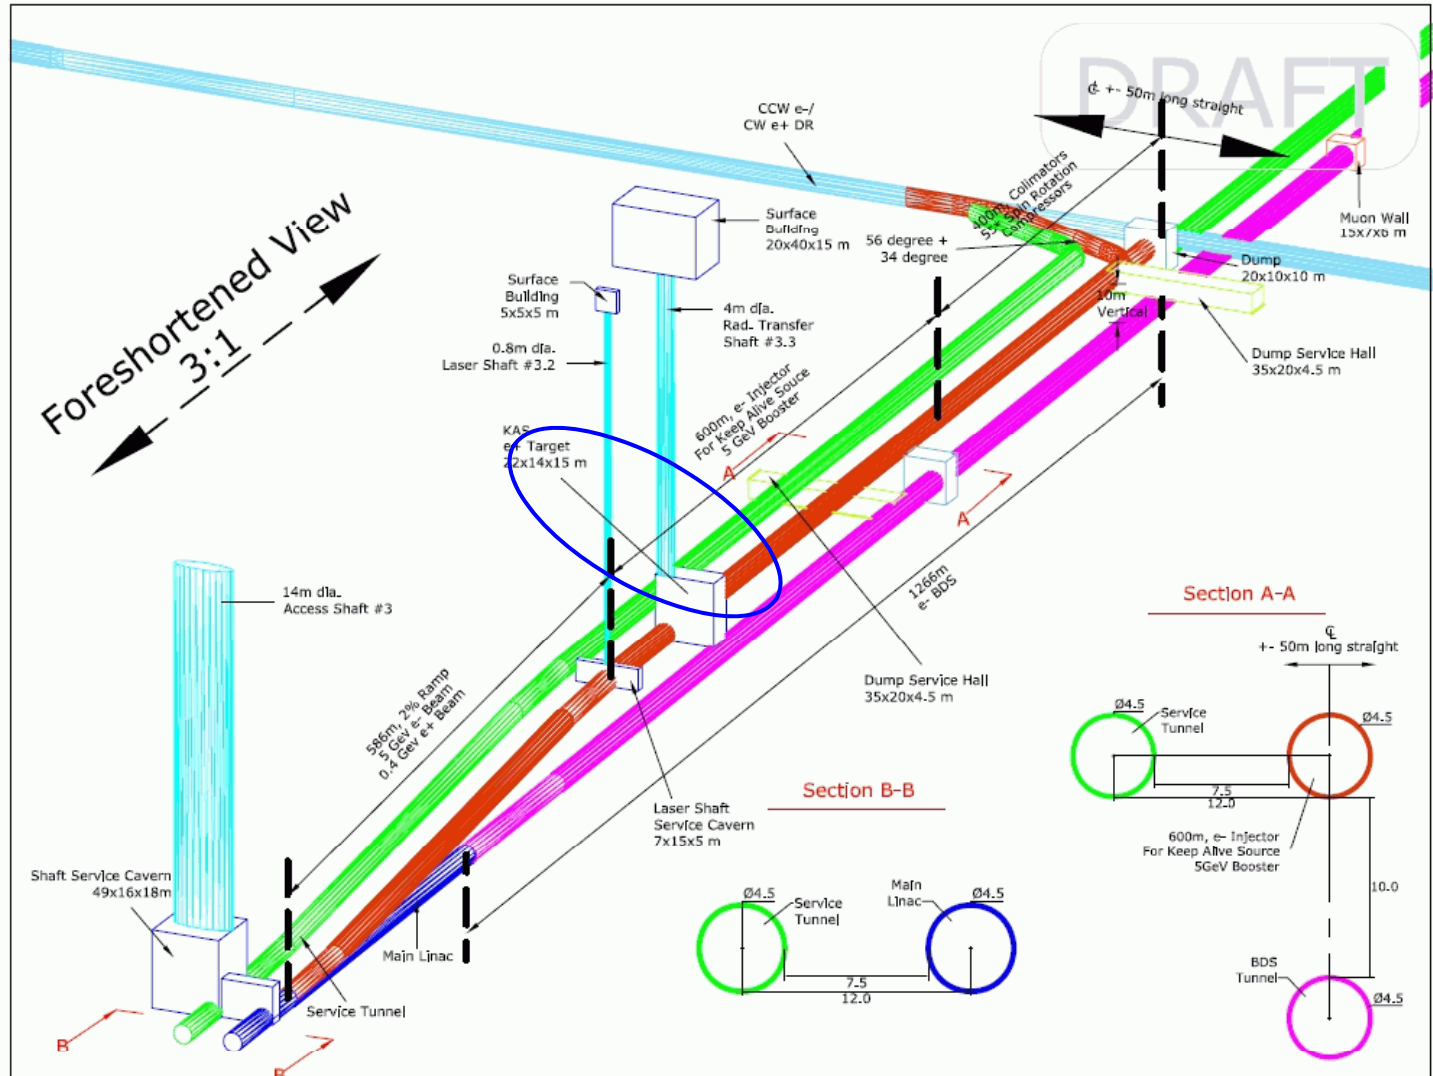 DRAFT
℄ +- 50m long straight
CCW e-/
CW e+ DR
400m, Colimators
5+ Spin Rotation
Compressors
Surface
Building
20x40x15 m
56 degree +
34 degree
Muon Wall
15x7x6 m
Dump
20x10x10 m
10m
Vertical
Foreshortened View
3:1
Surface
Building
5x5x5 m
4m dia.
Rad. Transfer
Shaft #3.3
0.8m dia.
Laser Shaft #3.2
Dump Service Hall
35x20x4.5 m
600m, e- Injector
For Keep Alive Souce
5 GeV Booster
KAS
e+ Target
22x14x15 m
A
A
1266m
e- BDS
14m dia.
Access Shaft #3
Section A-A
℄
+- 50m long straight
Ø4.5
Service
Tunnel
Ø4.5
7.5
12.0
600m, e- Injector
For Keep Alive Source
5GeV Booster
10.0
BDS
Tunnel
Ø4.5
586m, 2% Ramp
5 Gev e- Beam
0.4 Gev e+ Beam
Dump Service Hall
35x20x4.5 m
Section B-B
Laser Shaft
Service Cavern
7x15x5 m
Shaft Service Cavern
49x16x18m
Ø4.5
Service
Tunnel
Main
Linac
Ø4.5
7.5
12.0
Main Linac
Service Tunnel
B
B